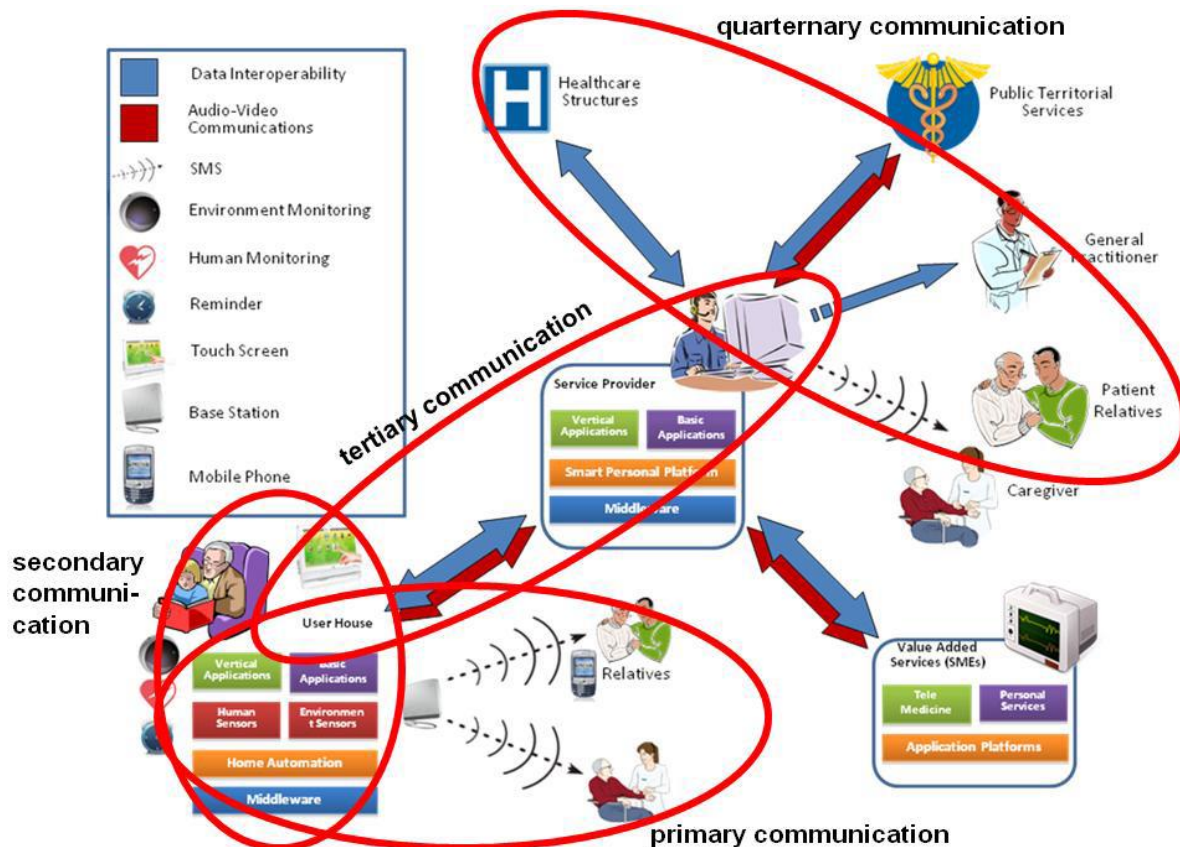 quarternary communication
Data Interoperability
Audio-Video
Communications
SMS
Environment Monitoring
Human Monitoring
Reminder
Touch Screen
Base Station
Mobile Phone
H
Healthcare
Structures
Public Territorial
Services
General
Practitioner
Patient
Relatives
Caregiver
tertiary communication
Service Provider
Vertical
Applications
Basic
Applications
Smart Personal Platform
Middleware
secondary
communi-
cation
User House
Vertical
Applications
Basic
Applications
Human
Sensors
Environmen
t Sensors
Home Automation
Middleware
Relatives
Value Added
Services (SMEs)
Tele
Medicine
Personal
Services
Application Platforms
primary communication